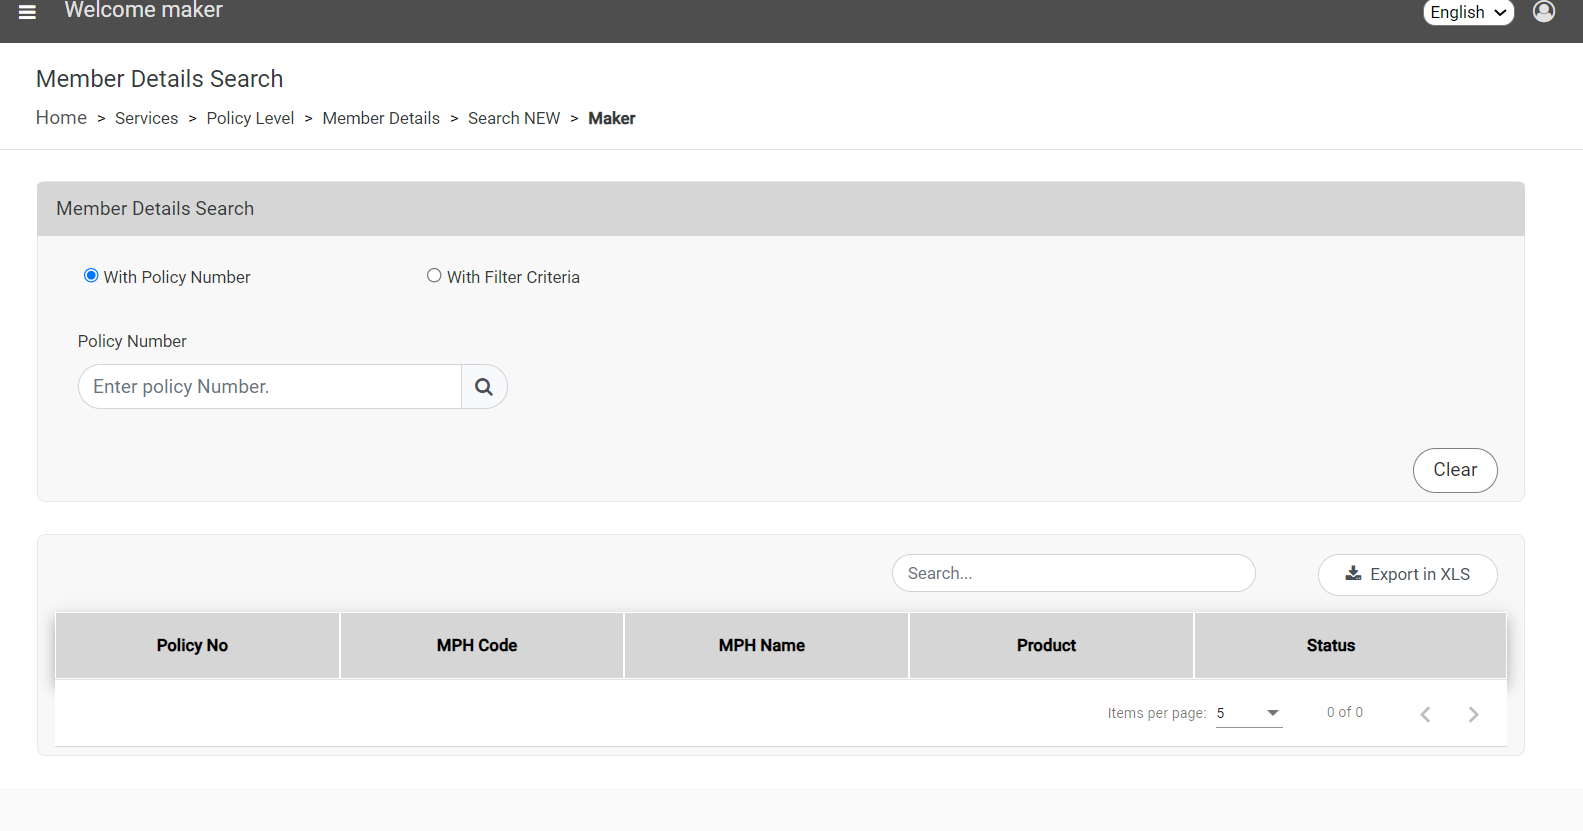 Welcome maker
English
Member Details Search
Home > Services > Policy Level > Member Details > Search NEW > Maker
Member Details Search
With Policy Number
With Filter Criteria
Policy Number
Enter policy Number.
Clear
Search...
Export in XLS
Policy No
MPH Code
MPH Name
Product
Status
Items per page: 5
0 of 0